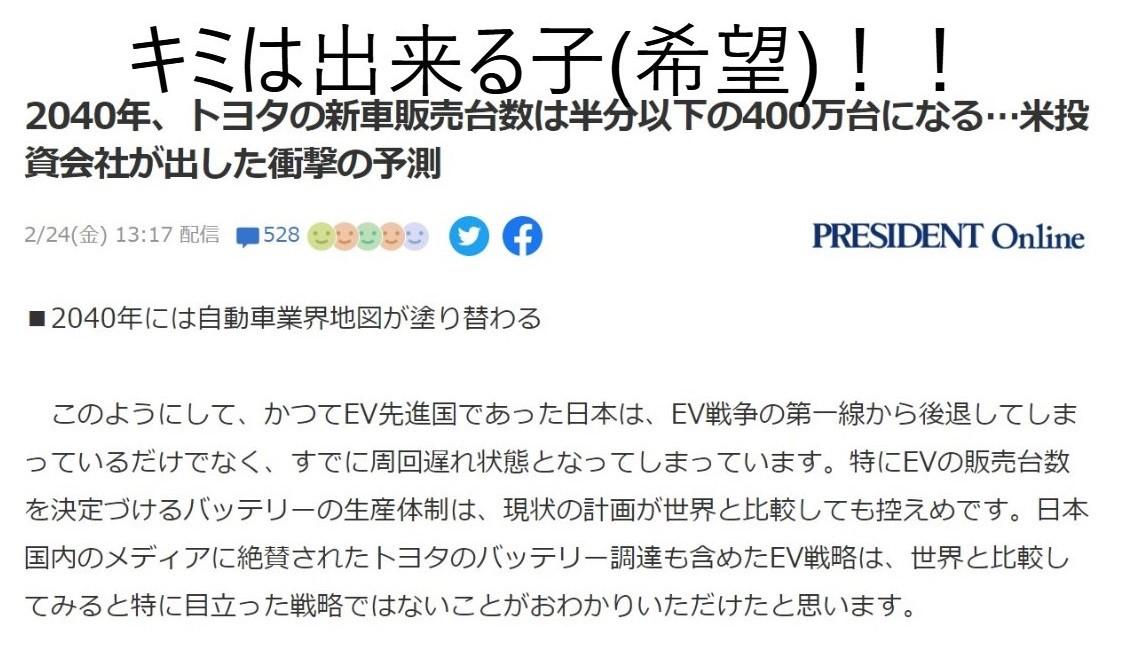 キミは出来る子(希望)！！
2040年、トヨタの新車販売台数は半分以下の400万台になる…米投
資会社が出した衝撃の予測
2/24(金) 13:17 配信 528
PRESIDENT Online
■2040年には自動車業界地図が塗り替わる
このようにして、かつてEV先進国であった日本は、EV戦争の第一線から後退してしま
っているだけでなく、すでに周回遅れ状態となってしまっています。特にEVの販売台数
を決定づけるバッテリーの生産体制は、現状の計画が世界と比較しても控えめです。日本
国内のメディアに絶賛されたトヨタのバッテリー調達も含めたEV戦略は、世界と比較し
てみると特に目立った戦略ではないことがおわかりいただけたと思います。